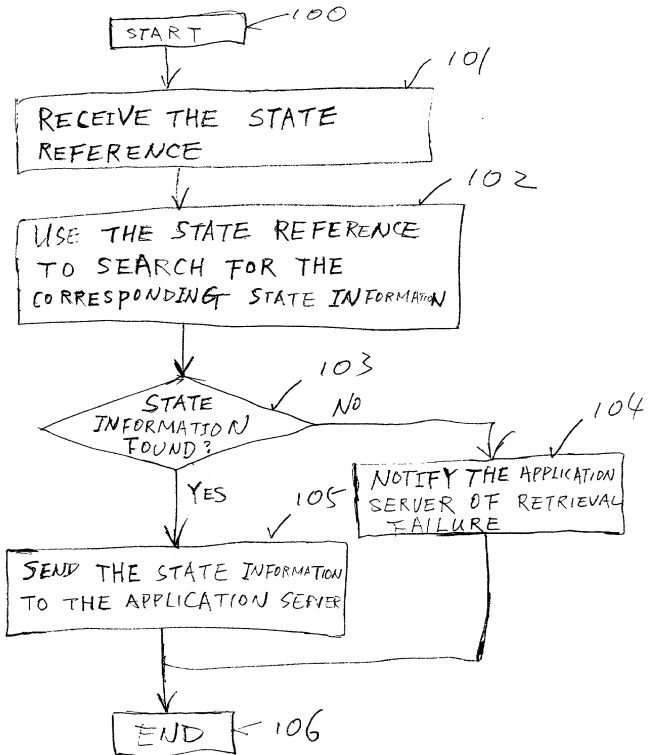 100
START
101
RECEIVE THE STATE
REFERENCE
102
USE THE STATE REFERENCE
TO SEARCH FOR THE
CORRESPONDING STATE INFORMATION
103
STATE
INFORMATION
FOUND?
NO
104
NOTIFY THE APPLICATION
SERVER OF RETRIEVAL
FAILURE
YES
105
SEND THE STATE INFORMATION
TO THE APPLICATION SERVER
END
106